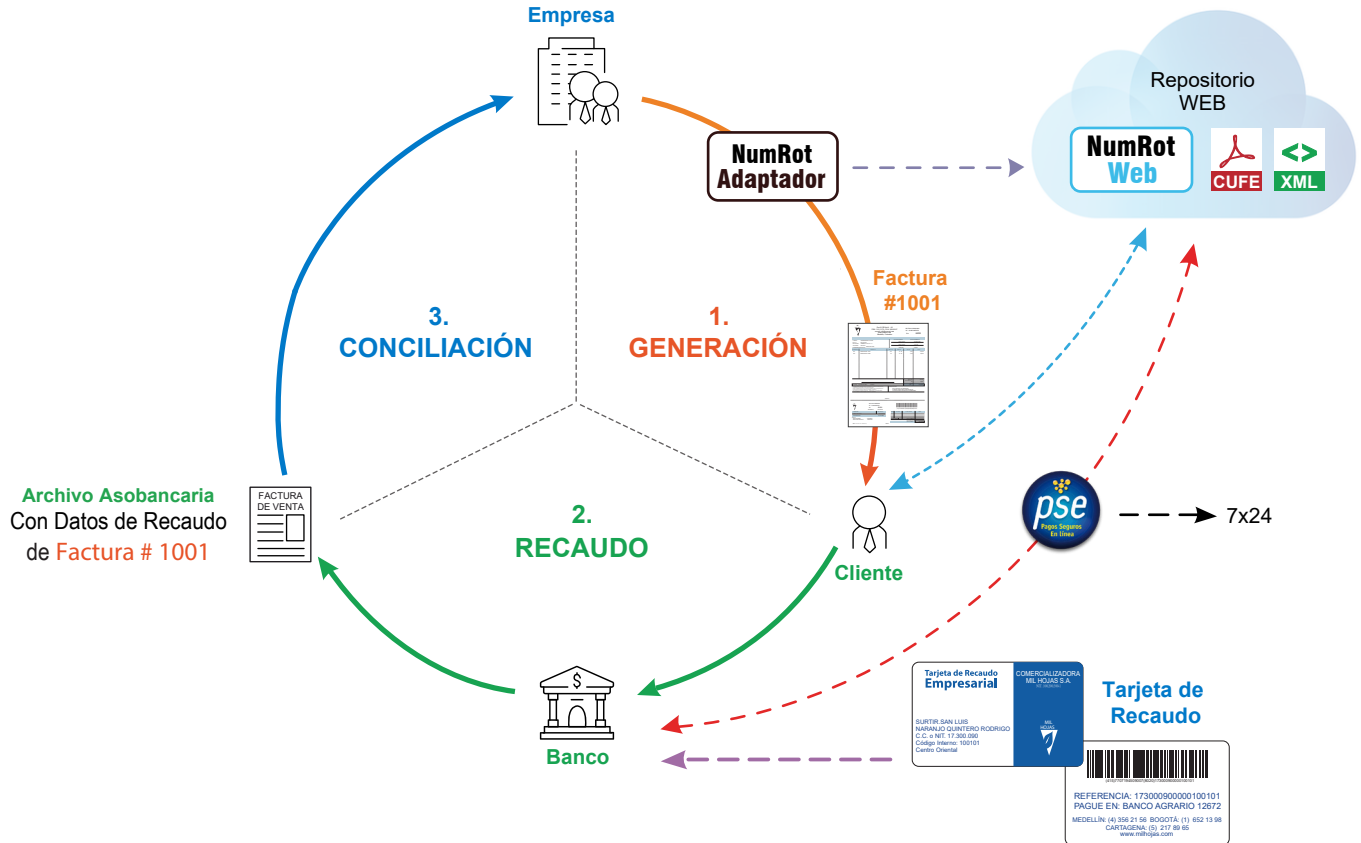 Empresa
Repositorio
WEB
NumRot
Web
CUFE
XML
NumRot
Adaptador
Factura
#1001
3.
CONCILIACIÓN
1.
GENERACIÓN
Archivo Asobancaria
Con Datos de Recaudo
de Factura # 1001
FACTURA
DE VENTA
2.
RECAUDO
Cliente
pse
Pagos Seguros
En Línea
7x24
$
Banco
Tarjeta de Recaudo
Empresarial
SURTIR.SAN LUIS
NARANJO QUINTERO RODRIGO
C.C. o NIT. 17.300.090
Código Interno: 100101
Centro Oriental
COMERCIALIZADORA
MIL HOJAS S.A.
MIL
HOJAS
Tarjeta de
Recaudo
REFERENCIA: 173000900000100101
PAGUE EN: BANCO AGRARIO 12672
MEDELLÍN: (4) 356 21 56 BOGOTÁ: (1) 652 13 98
CARTAGENA: (5) 217 89 65
www.milhojas.com